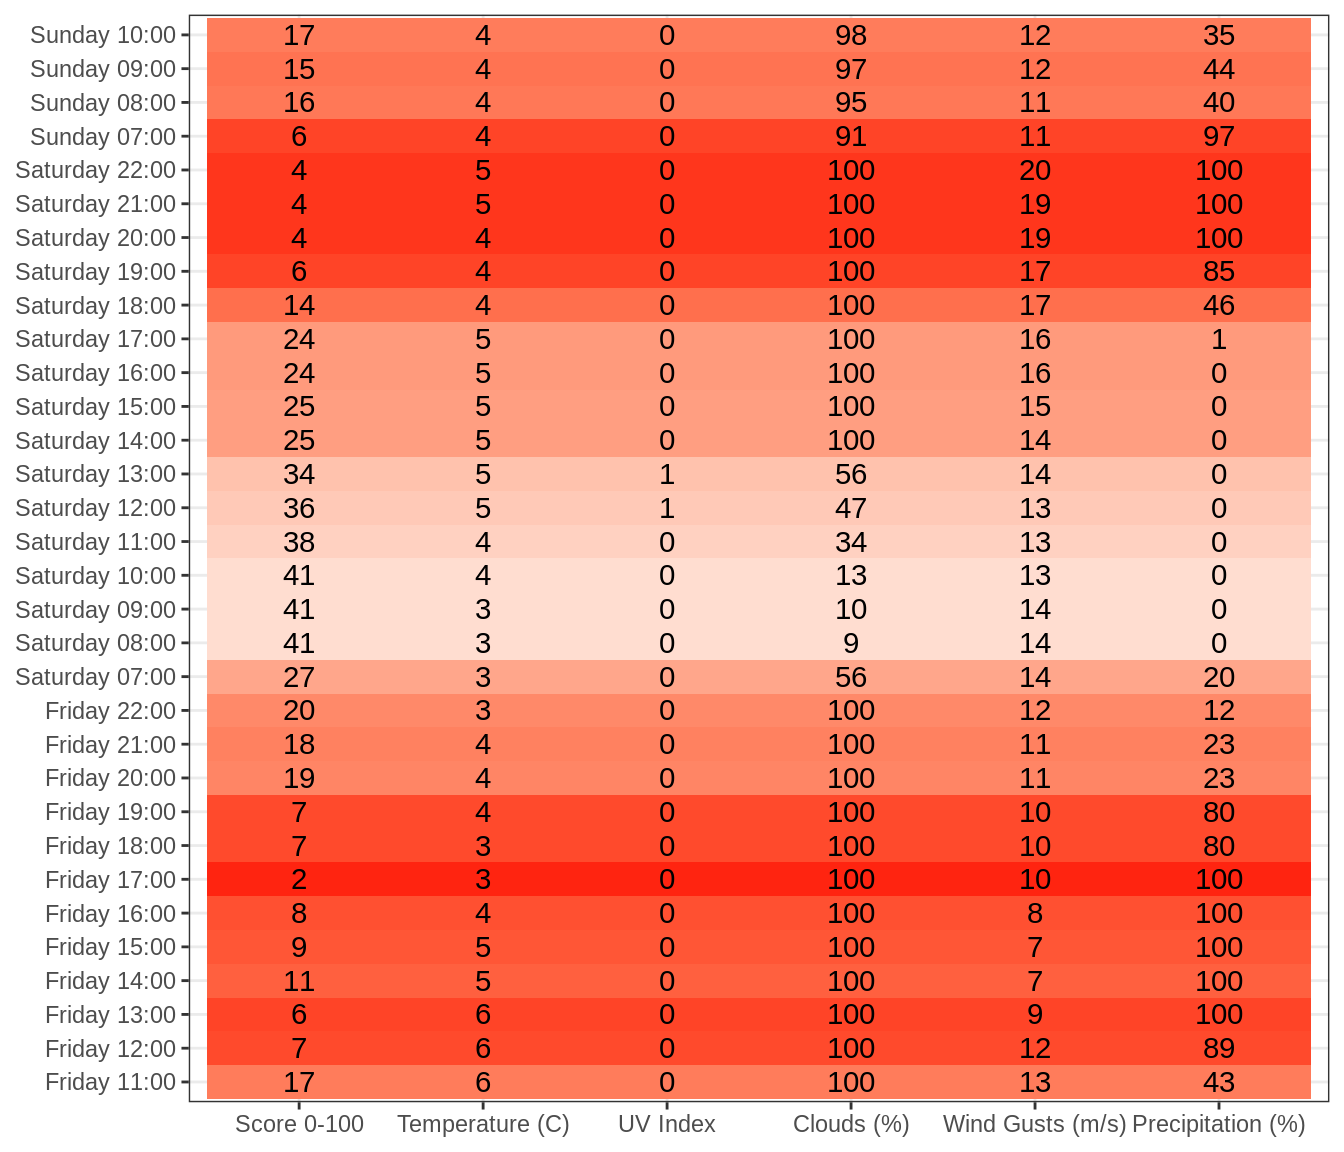 Sunday 10:00 17 4 0 98 12 35
Sunday 09:00 15 4 0 97 12 44
Sunday 08:00 16 4 0 95 11 40
Sunday 07:00 6 4 0 91 11 97
Saturday 22:00 4 5 0 100 20 100
Saturday 21:00 4 5 0 100 19 100
Saturday 20:00 4 4 0 100 19 100
Saturday 19:00 6 4 0 100 17 85
Saturday 18:00 14 4 0 100 17 46
Saturday 17:00 24 5 0 100 16 1
Saturday 16:00 24 5 0 100 16 0
Saturday 15:00 25 5 0 100 15 0
Saturday 14:00 25 5 0 100 14 0
Saturday 13:00 34 5 1 56 14 0
Saturday 12:00 36 5 1 47 13 0
Saturday 11:00 38 4 0 34 13 0
Saturday 10:00 41 4 0 13 13 0
Saturday 09:00 41 3 0 10 14 0
Saturday 08:00 41 3 0 9 14 0
Saturday 07:00 27 3 0 56 14 20
Friday 22:00 20 3 0 100 12 12
Friday 21:00 18 4 0 100 11 23
Friday 20:00 19 4 0 100 11 23
Friday 19:00 7 4 0 100 10 80
Friday 18:00 7 3 0 100 10 80
Friday 17:00 2 3 0 100 10 100
Friday 16:00 8 4 0 100 8 100
Friday 15:00 9 5 0 100 7 100
Friday 14:00 11 5 0 100 7 100
Friday 13:00 6 6 0 100 9 100
Friday 12:00 7 6 0 100 12 89
Friday 11:00 17 6 0 100 13 43
Score 0-100 Temperature (C) UV Index Clouds (%) Wind Gusts (m/s) Precipitation (%)